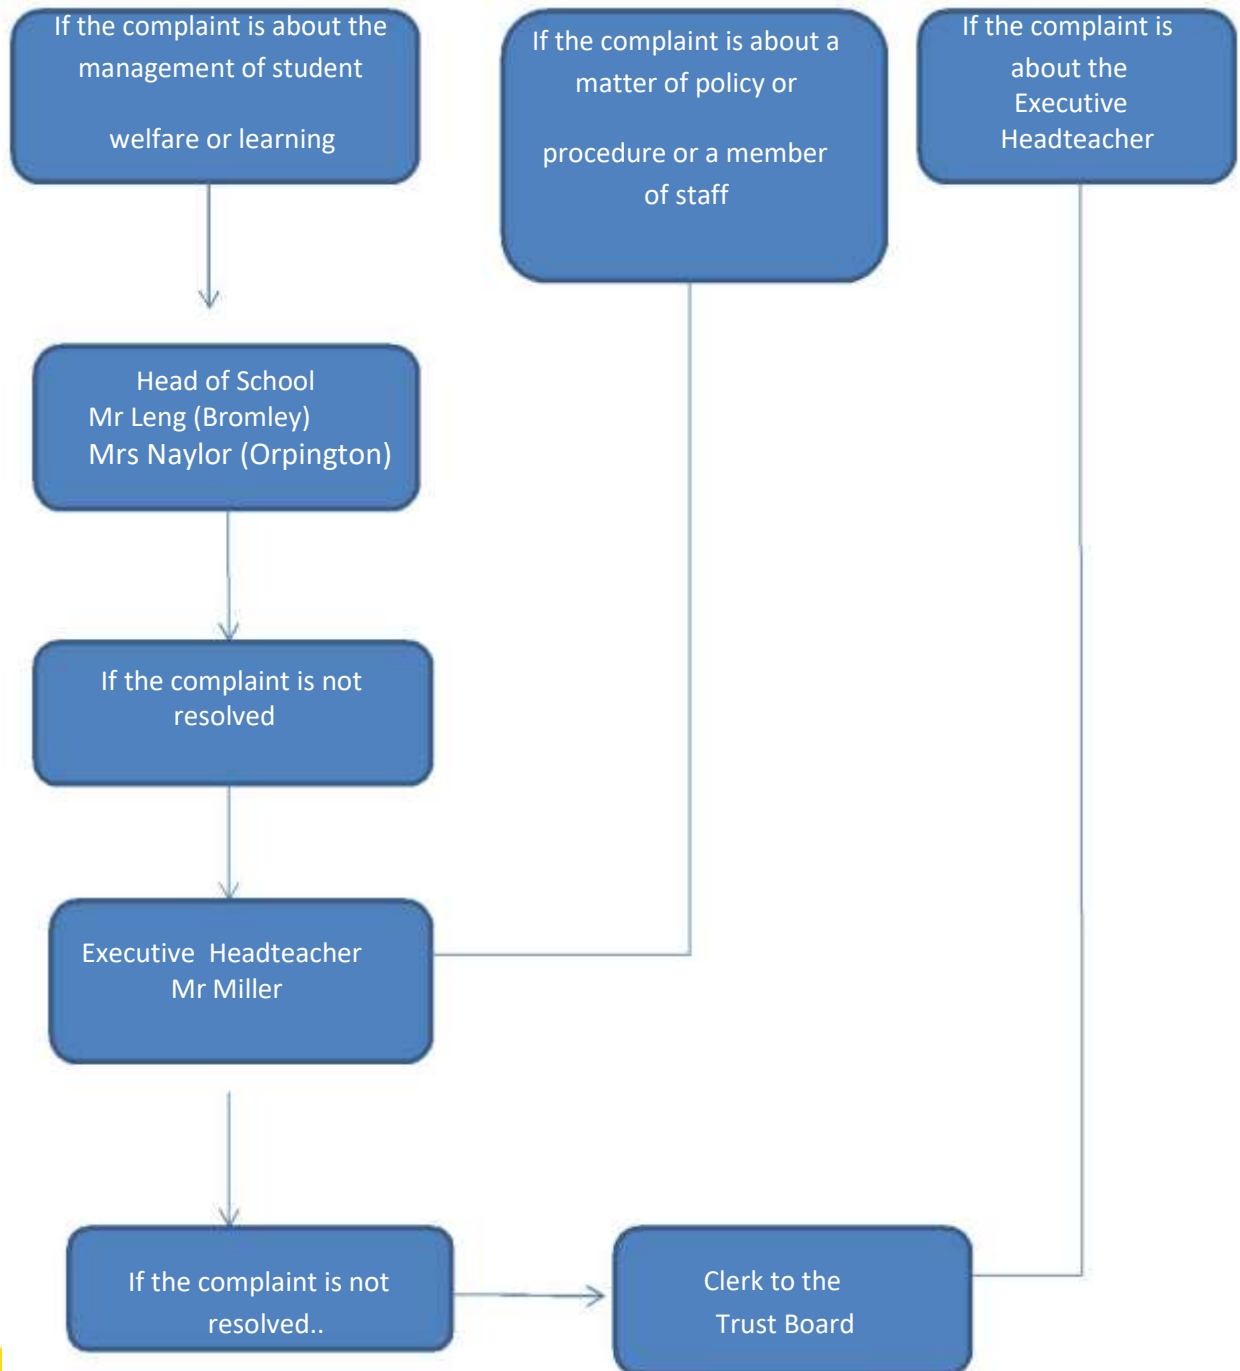 If the complaint is about the
management of student
welfare or learning
If the complaint is about a
matter of policy or
procedure or a member
of staff
If the complaint is
about the
Executive
Headteacher
Head of School
Mr Leng (Bromley)
Mrs Naylor (Orpington)
If the complaint is not
resolved
Executive Headteacher
Mr Miller
If the complaint is not
resolved..
Clerk to the
Trust Board